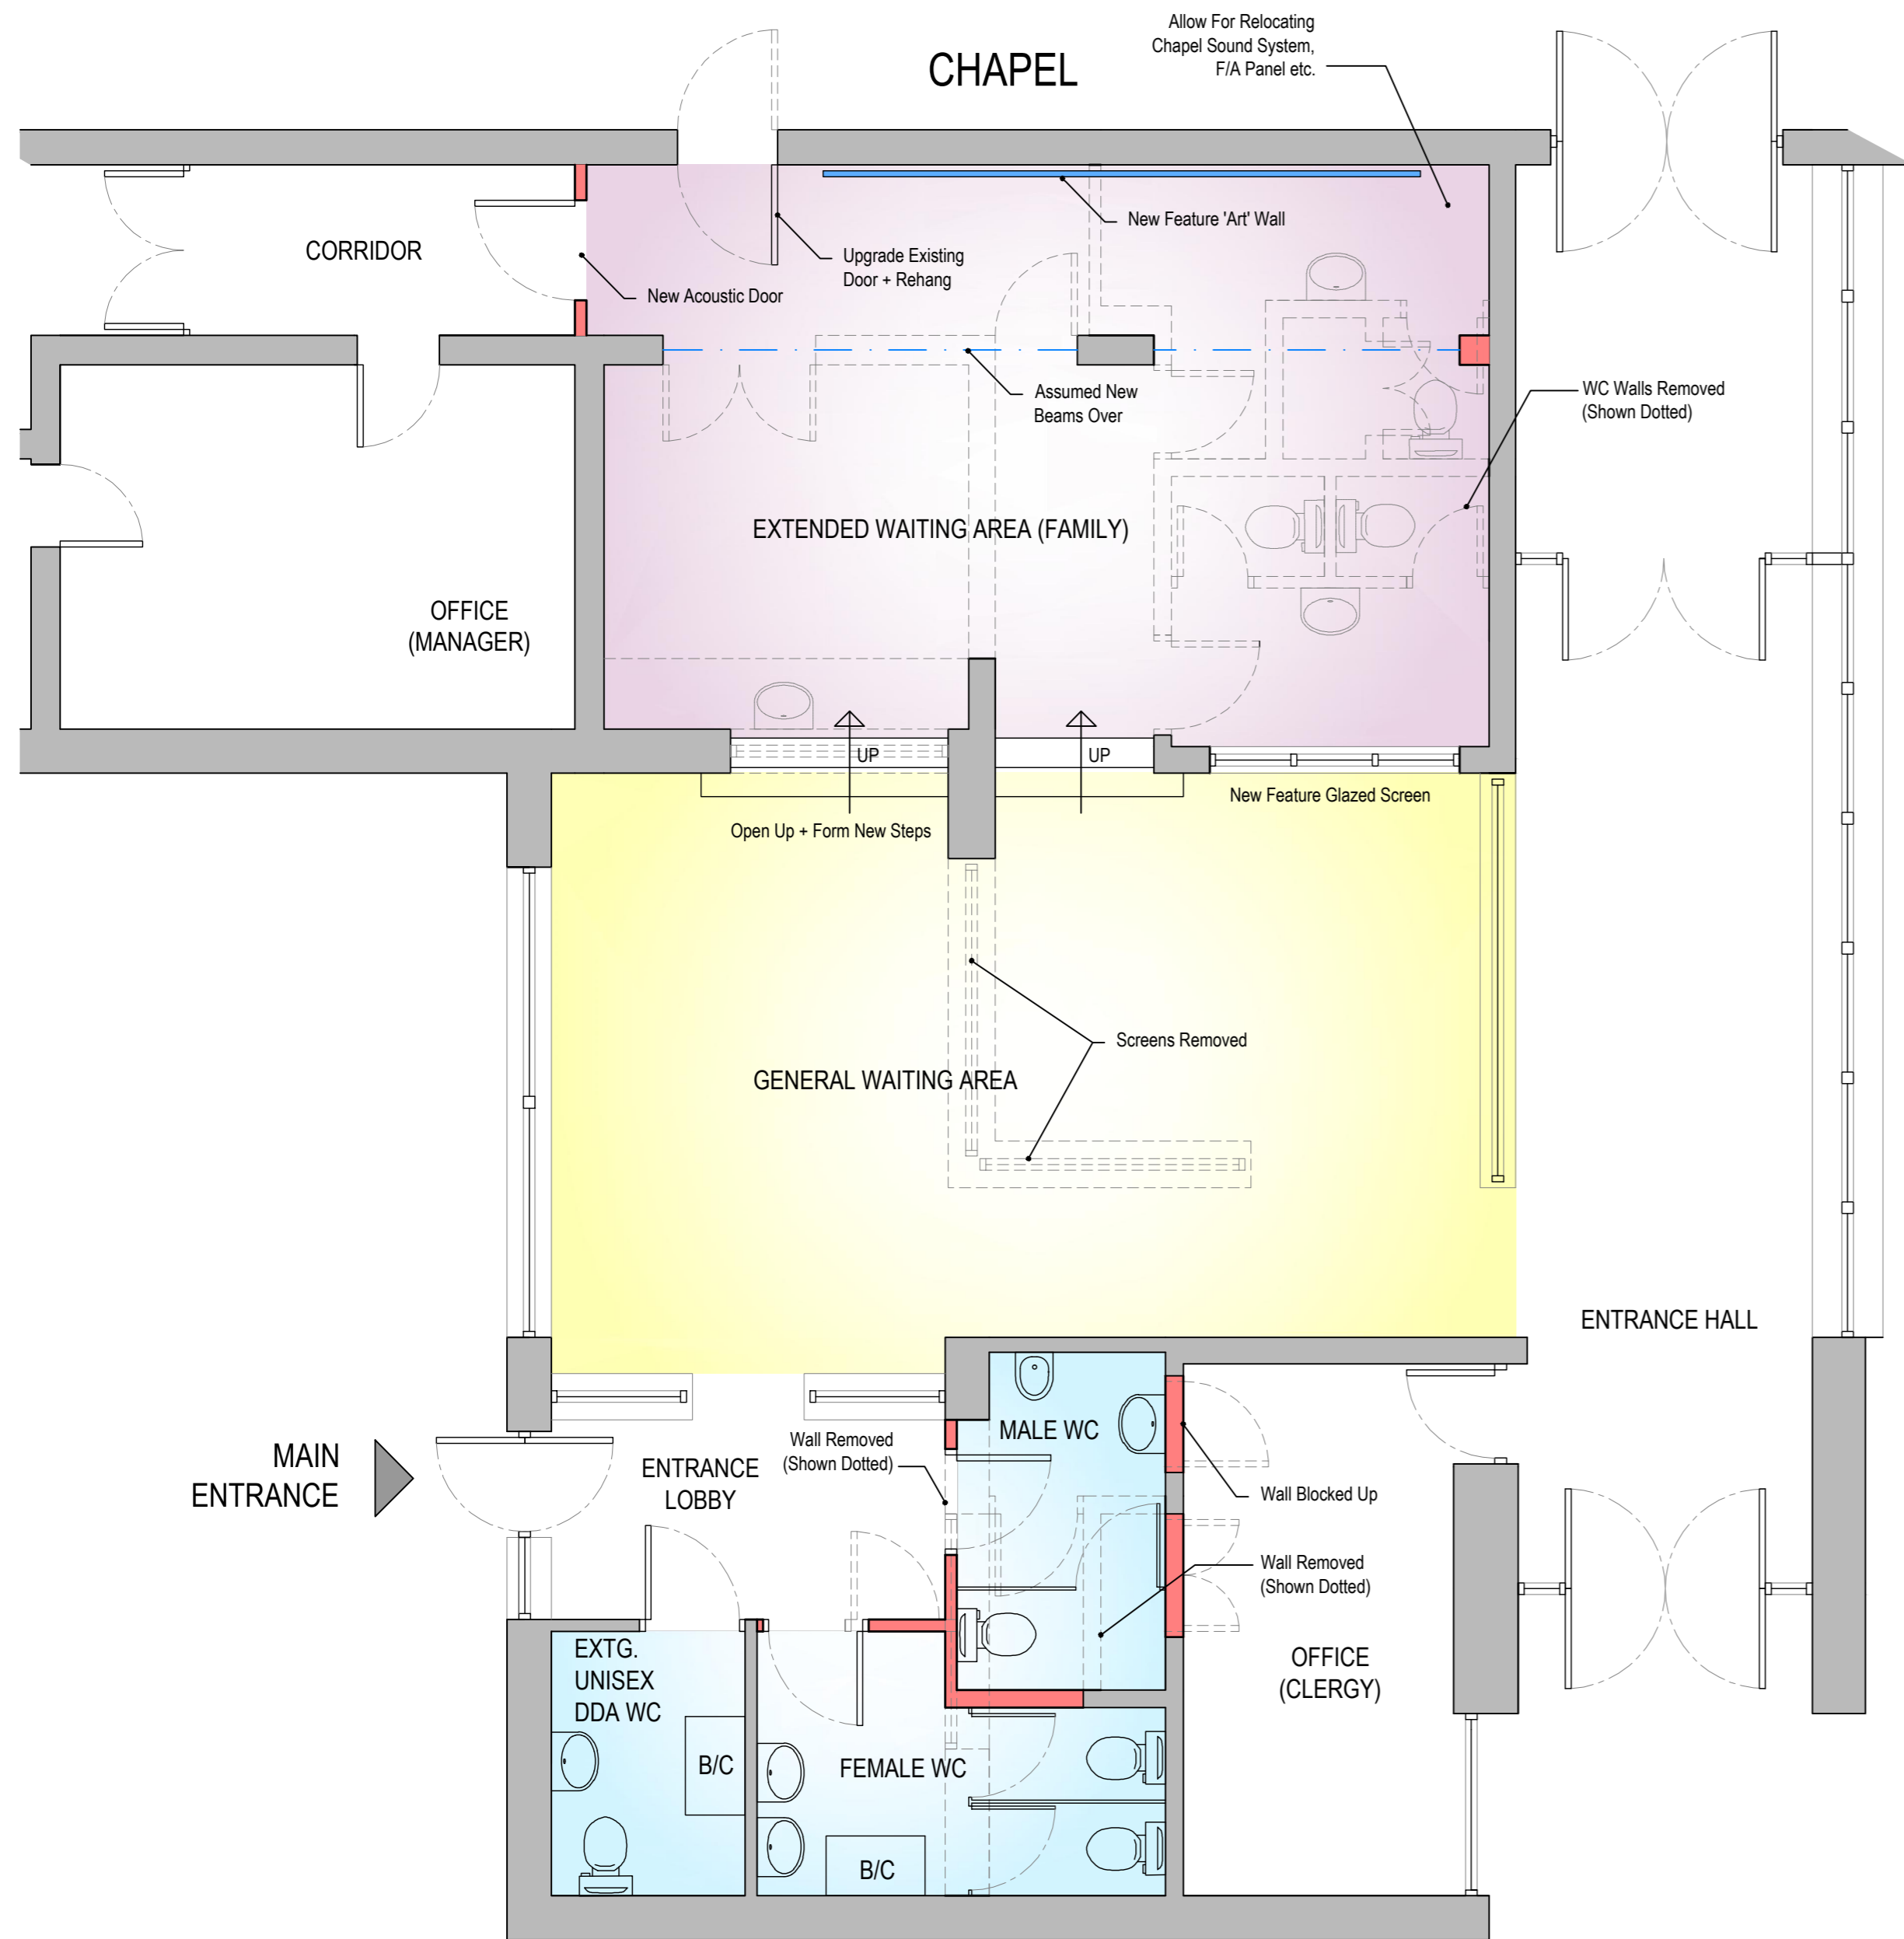 Allow For Relocating
Chapel Sound System,
F/A Panel etc.
CHAPEL
New Feature 'Art' Wall
CORRIDOR
Upgrade Existing
Door + Rehang
New Acoustic Door
Assumed New
Beams Over
WC Walls Removed
(Shown Dotted)
EXTENDED WAITING AREA (FAMILY)
OFFICE
(MANAGER)
UP
UP
New Feature Glazed Screen
Open Up + Form New Steps
Screens Removed
GENERAL WAITING AREA
ENTRANCE HALL
MAIN
ENTRANCE
ENTRANCE
LOBBY
Wall Removed
(Shown Dotted)
MALE WC
Wall Blocked Up
Wall Removed
(Shown Dotted)
EXTG.
UNISEX
DDA WC
OFFICE
(CLERGY)
B/C
FEMALE WC
B/C